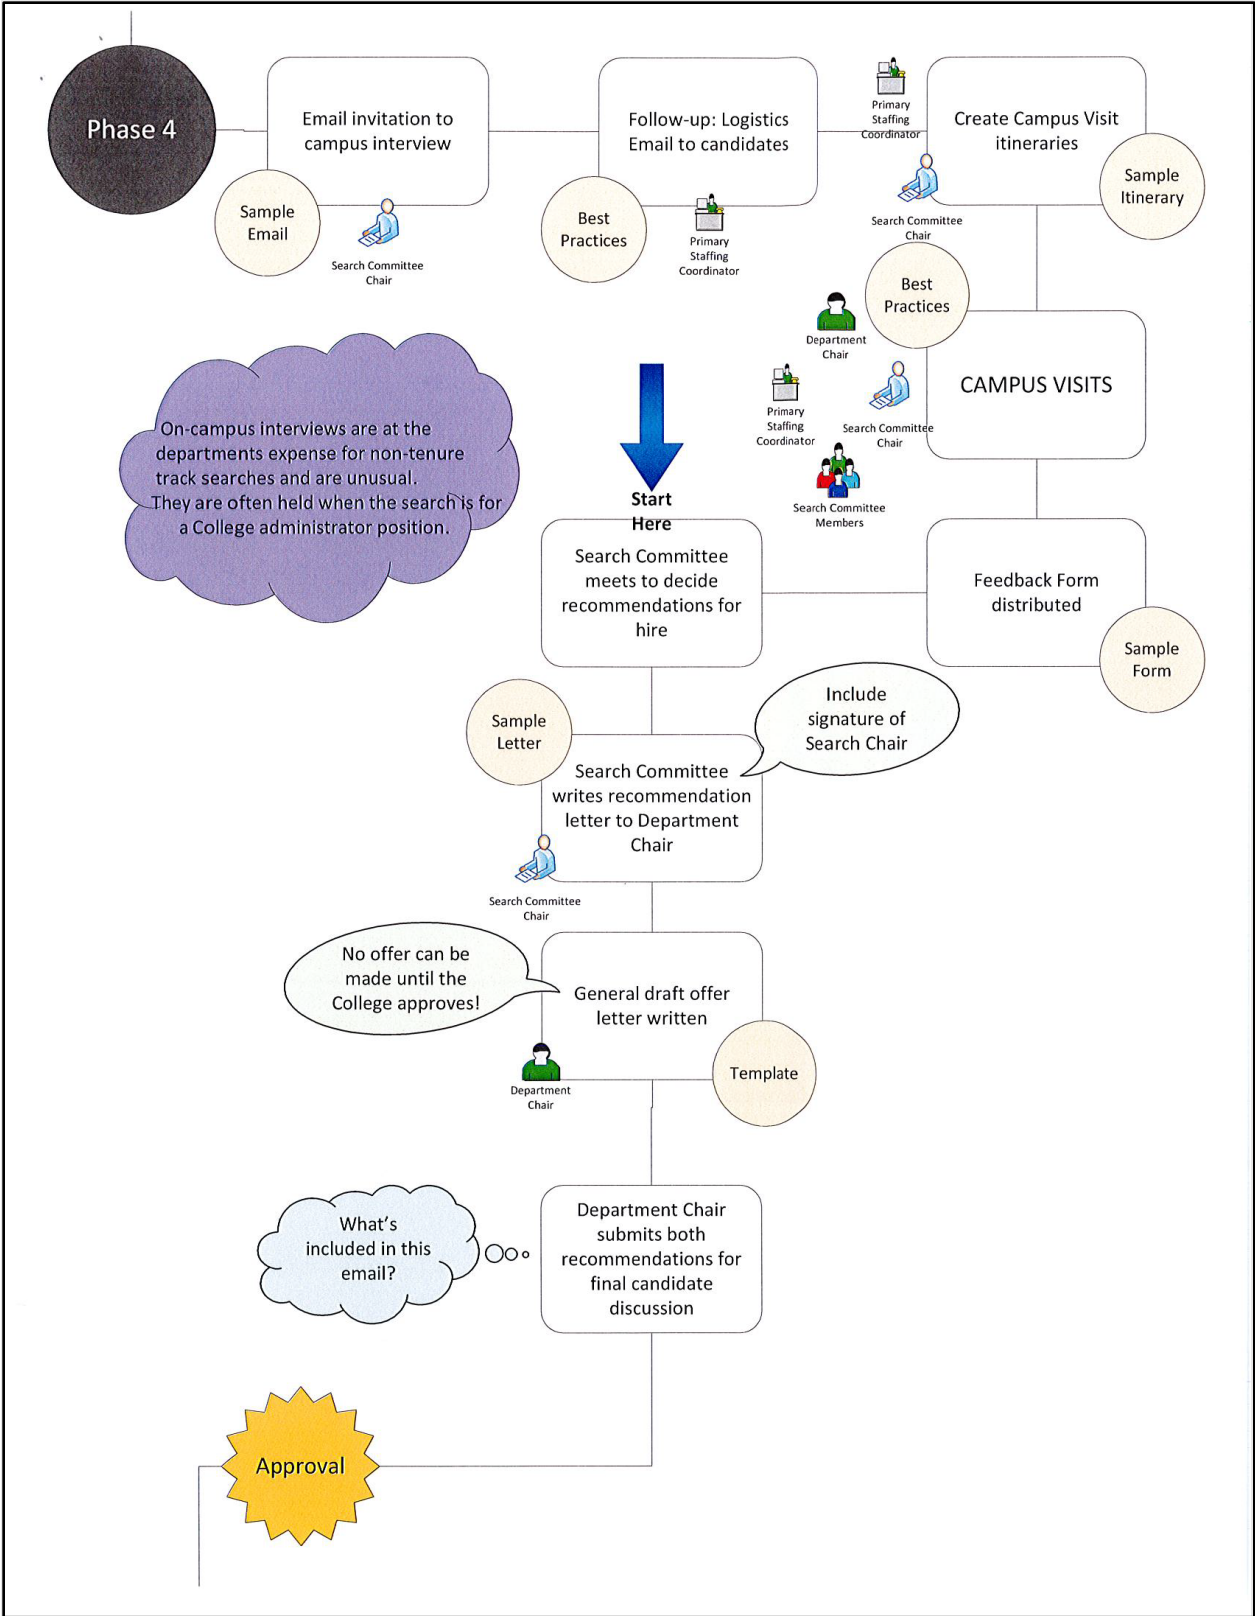 Phase 4
Email invitation to
campus interview
Sample
Email
Search Committee
Chair
Follow-up: Logistics
Email to candidates
Best
Practices
Primary
Staffing
Coordinator
Primary
Staffing
Coordinator
Create Campus Visit
itineraries
Sample
Itinerary
Search Committee
Chair
Best
Practices
Department
Chair
CAMPUS VISITS
Primary
Staffing
Coordinator
Search Committee
Chair
Search Committee
Members
On-campus interviews are at the
departments expense for non-tenure
track searches and are unusual.
They are often held when the search is for
a College administrator position.
Start
Here
Search Committee
meets to decide
recommendations for
hire
Feedback Form
distributed
Sample
Form
Include
signature of
Search Chair
Sample
Letter
Search Committee
writes recommendation
letter to Department
Chair
Search Committee
Chair
No offer can be
made until the
College approves!
General draft offer
letter written
Template
Department
Chair
What's
included in this
email?
Department Chair
submits both
recommendations for
final candidate
discussion
Approval